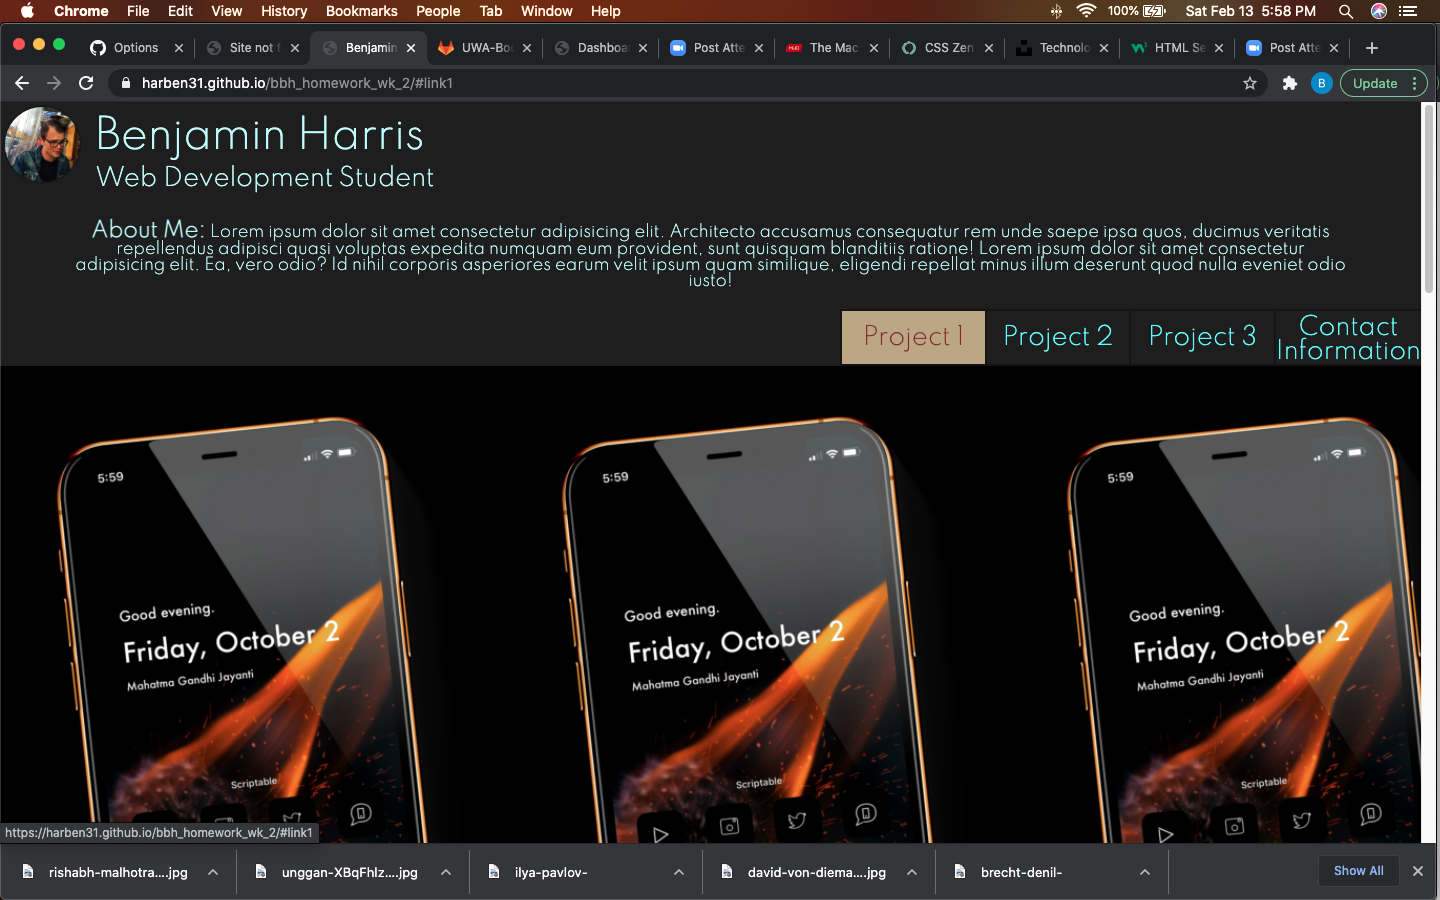 Chrome File Edit View History Bookmarks People Tab Window Help 100% Sat Feb 13 5:58 PM
Options Site not f Benjamin UWA-Bo Dashboa Post Atte The Mac CSS Zen Technolo HTML Se Post Atte
harben31.github.io/bbh_homework_wk_2/#link1 B Update
Benjamin Harris
Web Development Student
About Me: Lorem ipsum dolor sit amet consectetur adipisicing elit. Architecto accusamus consequatur rem unde saepe ipsa quos, ducimus veritatis
repellendus adipisci quasi voluptas expedita numquam eum provident, sunt quisquam blanditiis ratione! Lorem ipsum dolor sit amet consectetur
adipisicing elit. Ea, vero odio? Id nihil corporis asperiores earum velit ipsum quam similique, eligendi repellat minus illum deserunt quod nulla eveniet odio
iusto!
Project 1 Project 2 Project 3 Contact
Information
5:59 5:59 5:59
Good evening. Good evening. Good evening.
Friday, October 2 Friday, October 2 Friday, October 2
Mahatma Gandhi Jayanti Mahatma Gandhi Jayanti Mahatma Gandhi Jayanti
Scriptable Scriptable Scriptable
https://harben31.github.io/bbh_homework_wk_2/#link1
rishabh-malhotra....jpg unggan-XBqFhIz....jpg ilya-pavlov- david-von-diema....jpg brecht-denil- Show All